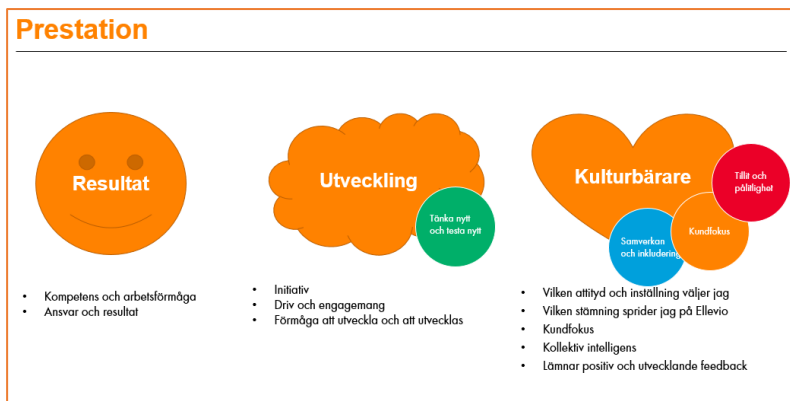 Prestation
Resultat
Utveckling
Tänka nytt
och testa nytt
Kulturbärare
Tillit och
pålitlighet
Kundfokus
Samverkan
och inkludering
• Kompetens och arbetsförmåga
• Ansvar och resultat
• Initiativ
• Driv och engagemang
• Förmåga att utveckla och att utvecklas
• Vilken attityd och inställning väljer jag
• Vilken stämning sprider jag på Ellevio
• Kundfokus
• Kollektiv intelligens
• Lämnar positiv och utvecklande feedback